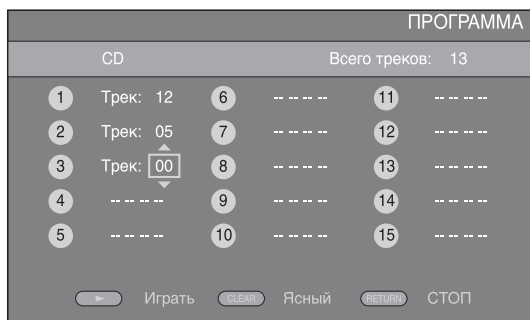 ПРОГРАММА
CD Всего треков: 13
1 Трек: 12 6 -- -- -- -- 11 -- -- -- --
2 Трек: 05 7 -- -- -- -- 12 -- -- -- --
3 Трек: 00 8 -- -- -- -- 13 -- -- -- --
4 -- -- -- -- 9 -- -- -- -- 14 -- -- -- --
5 -- -- -- -- 10 -- -- -- -- 15 -- -- -- --
Играть CLEAR Ясный RETURN СТОП